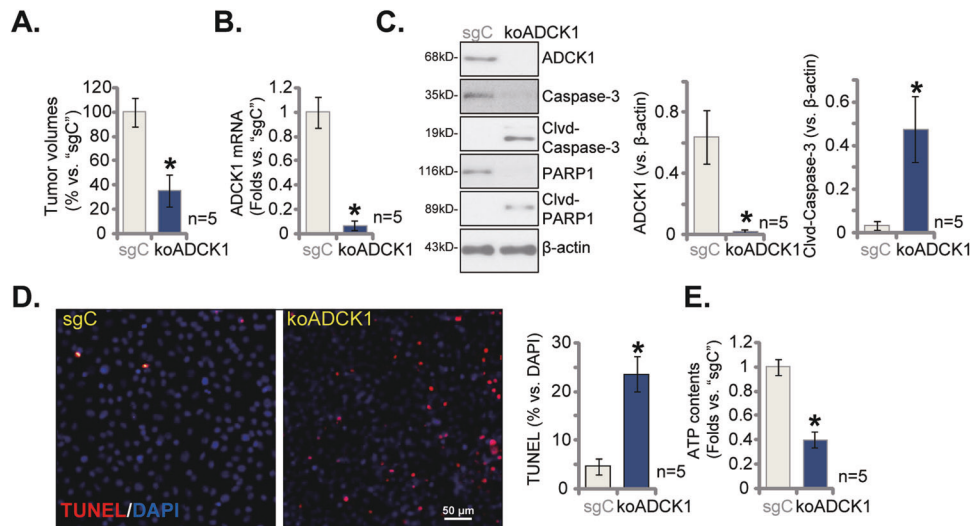 A.
Tumor volumes
(% vs. “sgC”)
120
100
80
60
40
20
0
*
n=5
sgC koADCK1
B.
ADCK1 mRNA
(Folds vs. “sgC”)
1.2
1
0.8
0.6
0.4
0.2
0
*
n=5
sgC koADCK1
C.
sgC koADCK1
68kD- ADCK1
35kD- Caspase-3
19kD- Clvd-
Caspase-3
116kD- PARP1
89kD- Clvd-
PARP1
43kD- β-actin
ADCK1 (vs. β-actin)
0.9
0.6
0.3
0
*
n=5
sgC koADCK1
Clvd-Caspase-3 (vs. β-actin)
0.6
0.4
0.2
0
*
n=5
sgC koADCK1
D.
sgC
koADCK1
TUNEL/DAPI
50 µm
TUNEL (% vs. DAPI)
30
20
10
0
*
n=5
sgC koADCK1
E.
ATP contents
(Folds vs. “sgC”)
1.2
1
0.8
0.6
0.4
0.2
0
*
n=5
sgC koADCK1